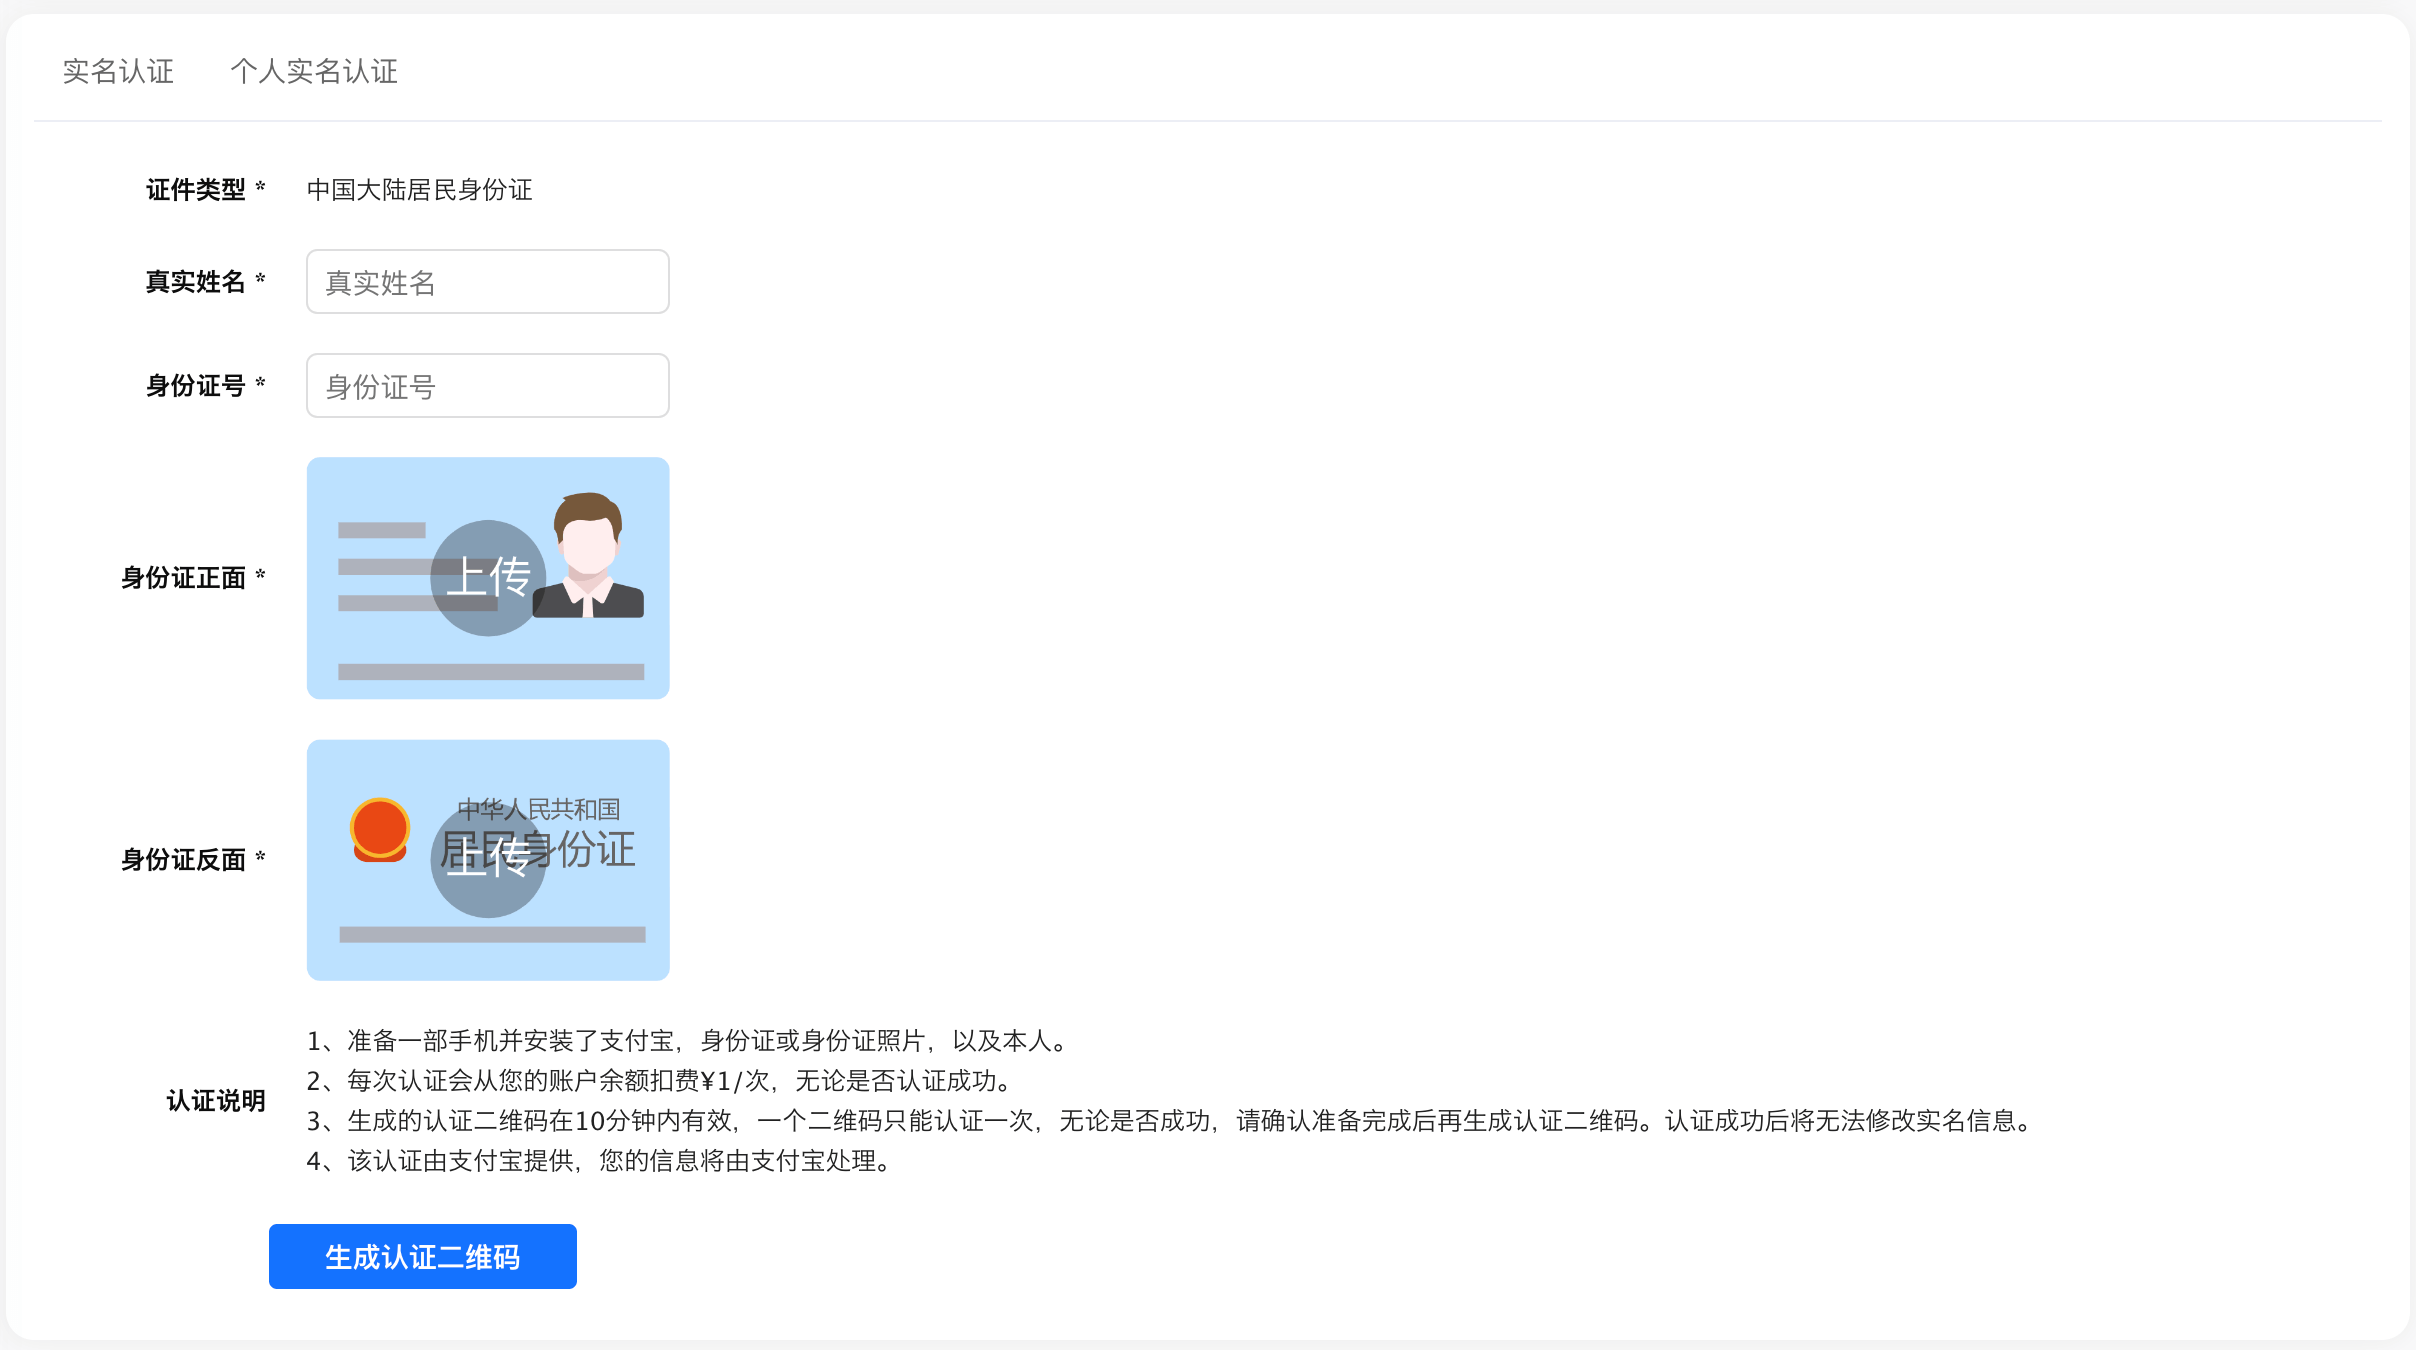 实名认证 个人实名认证
证件类型 * 中国大陆居民身份证
真实姓名 * 真实姓名
身份证号 * 身份证号
身份证正面 * 上传
中华人民共和国
居民身份证
身份证反面 * 上传
1、准备一部手机并安装了支付宝，身份证或身份证照片，以及本人。
2、每次认证会从您的账户余额扣费¥1/次，无论是否认证成功。
认证说明
3、生成的认证二维码在10分钟内有效，一个二维码只能认证一次，无论是否成功，请确认准备完成后再生成认证二维码。认证成功后将无法修改实名信息。
4、该认证由支付宝提供，您的信息将由支付宝处理。
生成认证二维码